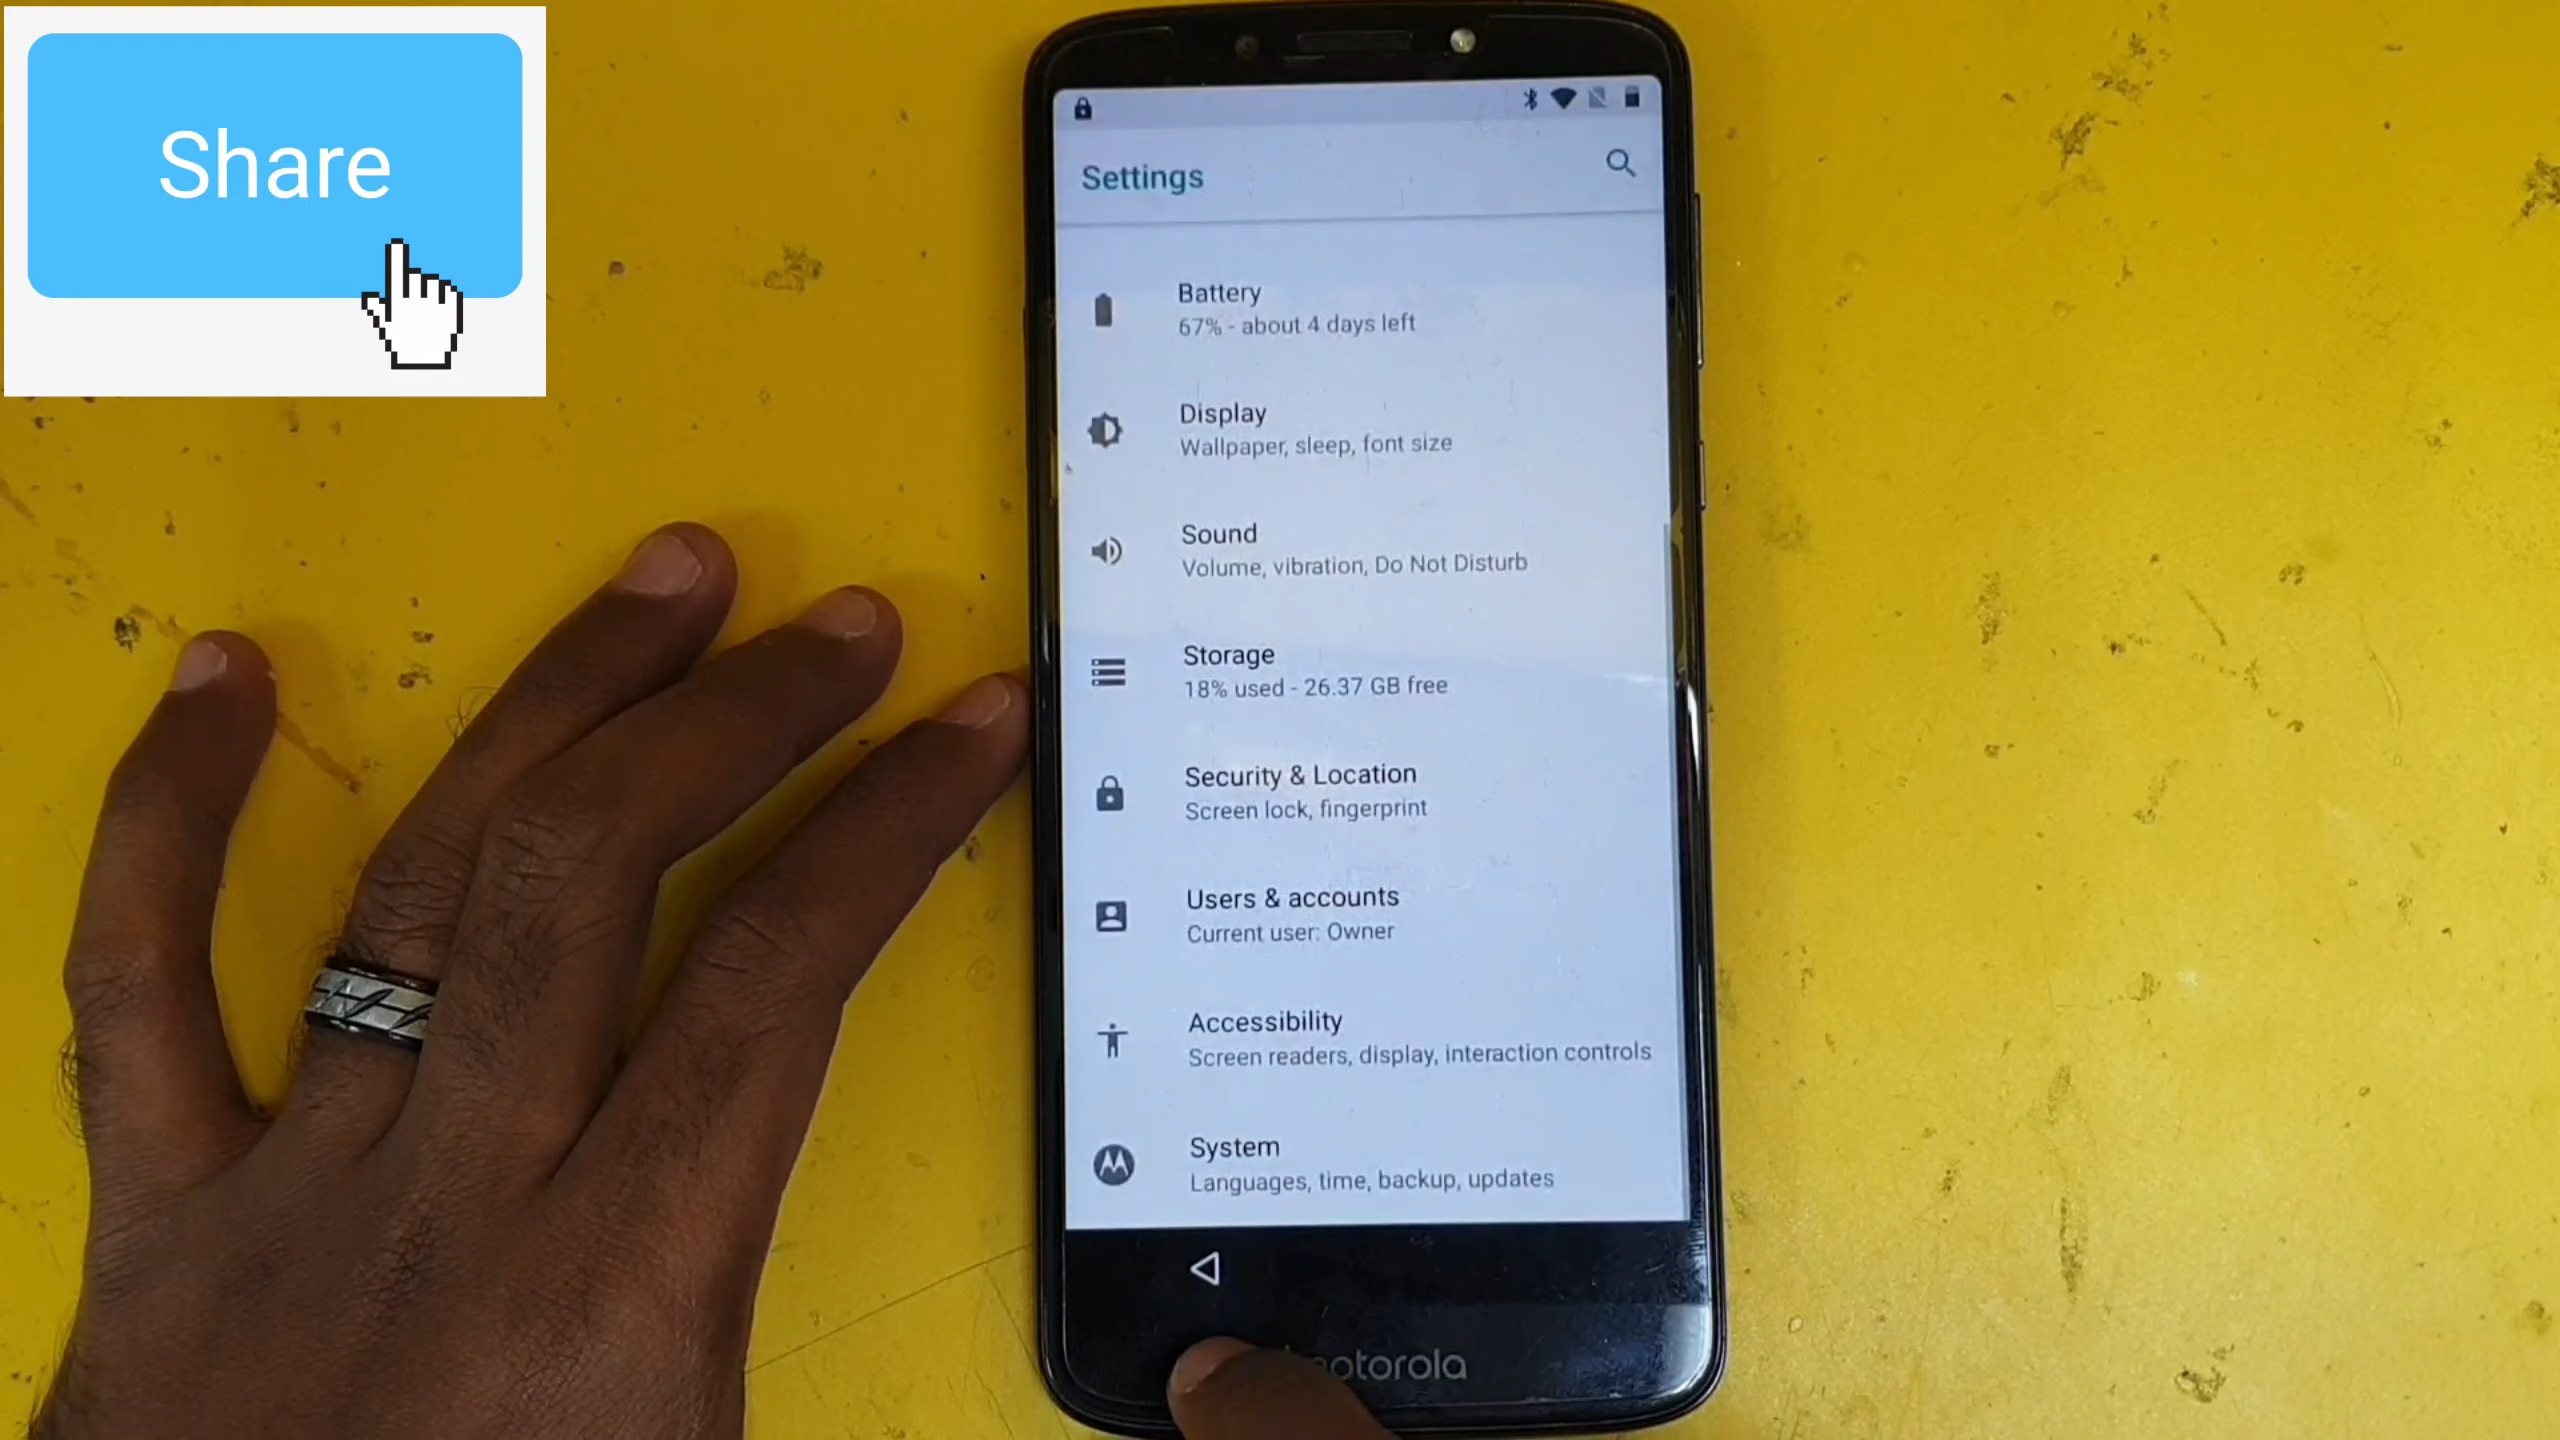 Share
Settings
Battery
67% - about 4 days left
Display
Wallpaper, sleep, font size
Sound
Volume, vibration, Do Not Disturb
Storage
18% used - 26.37 GB free
Security & Location
Screen lock, fingerprint
Users & accounts
Current user: Owner
Accessibility
Screen readers, display, interaction controls
System
Languages, time, backup, updates
motorola